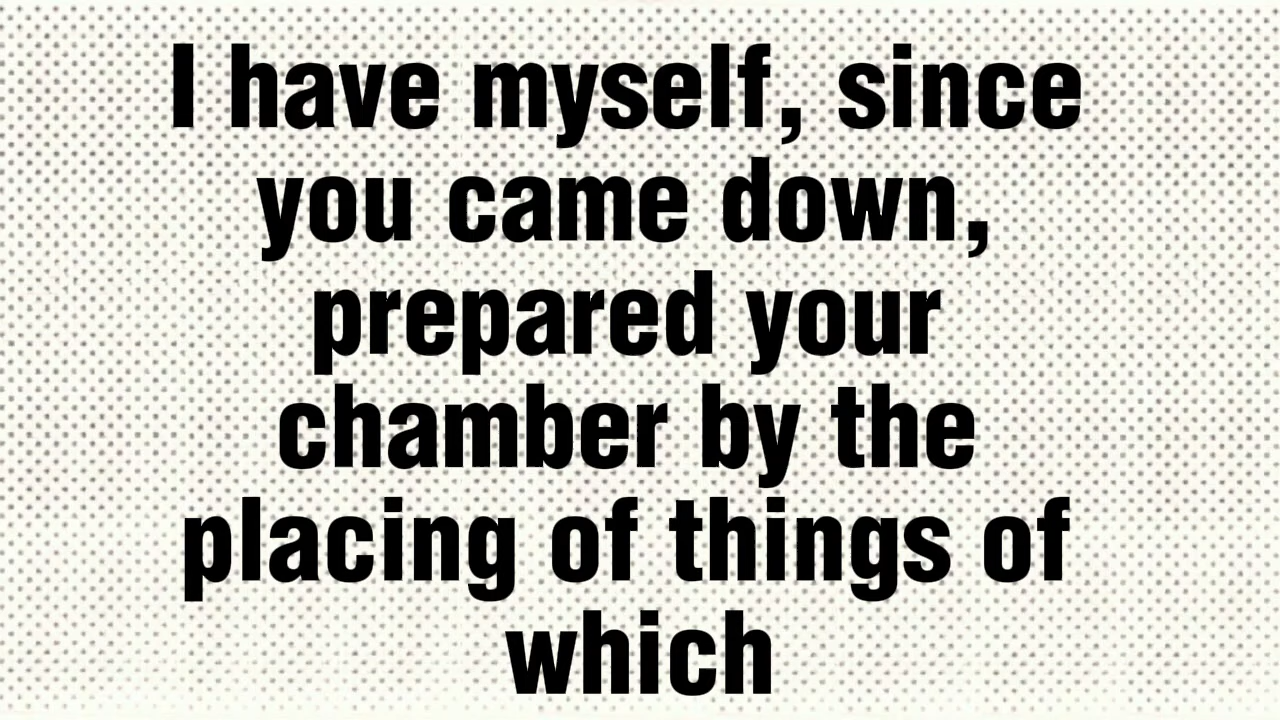 I have myself, since
you came down,
prepared your
chamber by the
placing of things of
which